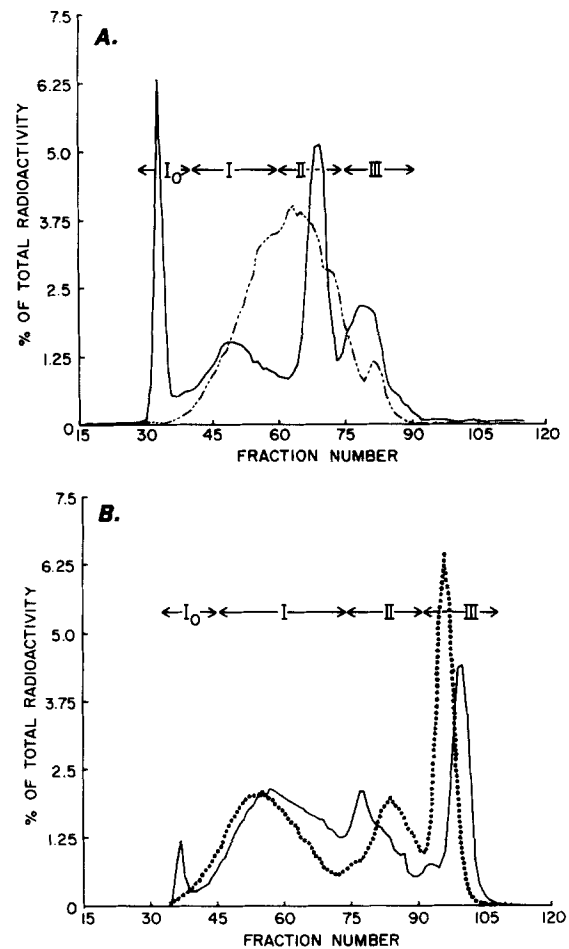 A.
% OF TOTAL RADIOACTIVITY
7.5
6.25
5.0
3.75
2.5
1.25
0
I₀ I II III
15 30 45 60 75 90 105 120
FRACTION NUMBER
B.
% OF TOTAL RADIOACTIVITY
7.5
6.25
5.0
3.75
2.5
1.25
0
I₀ I II III
15 30 45 60 75 90 105 120
FRACTION NUMBER